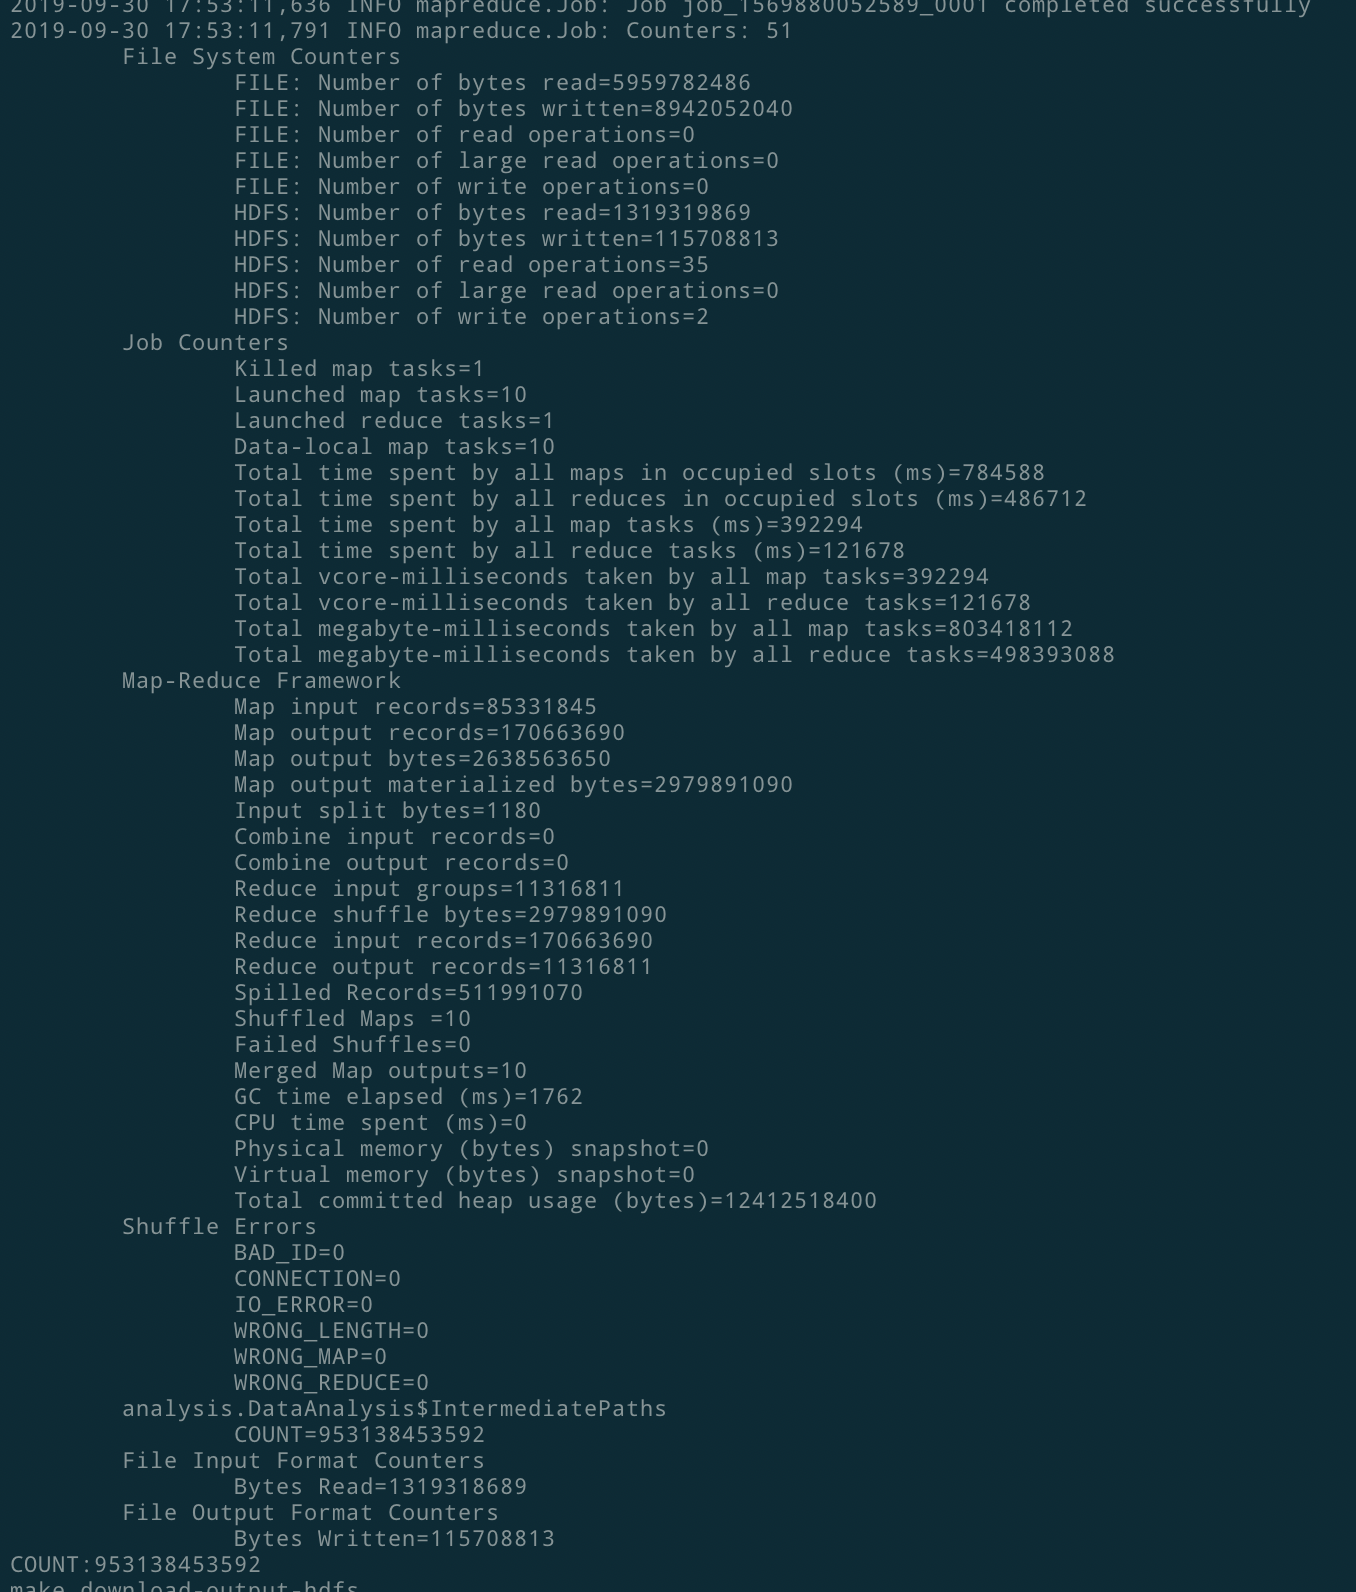 2019-09-30 17:53:11,636 INFO mapreduce.Job: Job job_1569880052589_0001 completed successfully
2019-09-30 17:53:11,791 INFO mapreduce.Job: Counters: 51
File System Counters
FILE: Number of bytes read=5959782486
FILE: Number of bytes written=8942052040
FILE: Number of read operations=0
FILE: Number of large read operations=0
FILE: Number of write operations=0
HDFS: Number of bytes read=1319319869
HDFS: Number of bytes written=115708813
HDFS: Number of read operations=35
HDFS: Number of large read operations=0
HDFS: Number of write operations=2
Job Counters
Killed map tasks=1
Launched map tasks=10
Launched reduce tasks=1
Data-local map tasks=10
Total time spent by all maps in occupied slots (ms)=784588
Total time spent by all reduces in occupied slots (ms)=486712
Total time spent by all map tasks (ms)=392294
Total time spent by all reduce tasks (ms)=121678
Total vcore-milliseconds taken by all map tasks=392294
Total vcore-milliseconds taken by all reduce tasks=121678
Total megabyte-milliseconds taken by all map tasks=803418112
Total megabyte-milliseconds taken by all reduce tasks=498393088
Map-Reduce Framework
Map input records=85331845
Map output records=170663690
Map output bytes=2638563650
Map output materialized bytes=2979891090
Input split bytes=1180
Combine input records=0
Combine output records=0
Reduce input groups=11316811
Reduce shuffle bytes=2979891090
Reduce input records=170663690
Reduce output records=11316811
Spilled Records=511991070
Shuffled Maps =10
Failed Shuffles=0
Merged Map outputs=10
GC time elapsed (ms)=1762
CPU time spent (ms)=0
Physical memory (bytes) snapshot=0
Virtual memory (bytes) snapshot=0
Total committed heap usage (bytes)=12412518400
Shuffle Errors
BAD_ID=0
CONNECTION=0
IO_ERROR=0
WRONG_LENGTH=0
WRONG_MAP=0
WRONG_REDUCE=0
analysis.DataAnalysis$IntermediatePaths
COUNT=953138453592
File Input Format Counters
Bytes Read=1319318689
File Output Format Counters
Bytes Written=115708813
COUNT:953138453592
make download-output-hdfs